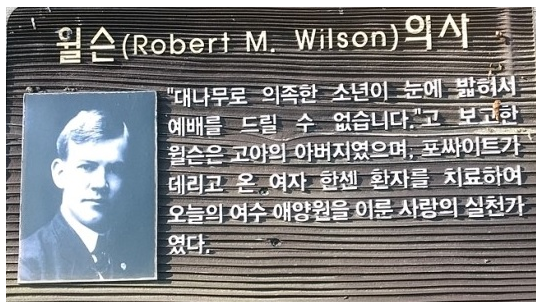 윌슨(Robert M. Wilson)의사
"대나무로 의족한 소년이 눈에 밟혀서
예배를 드릴 수 없습니다."고 보고한
윌슨은 고아의 아버지였으며, 포싸이트가
데리고 온 여자 한센 환자를 치료하여
오늘의 여수 애양원을 이룬 사랑의 실천가
였다.